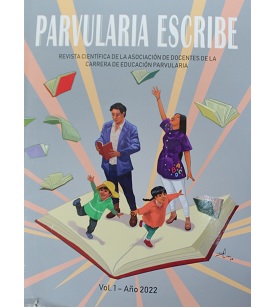 PARVULARIA ESCRIBE
REVISTA CIENTÍFICA DE LA ASOCIACIÓN DE DOCENTES DE LA
CARRERA DE EDUCACIÓN PARVULARIA
Vol. 1 - Año 2022